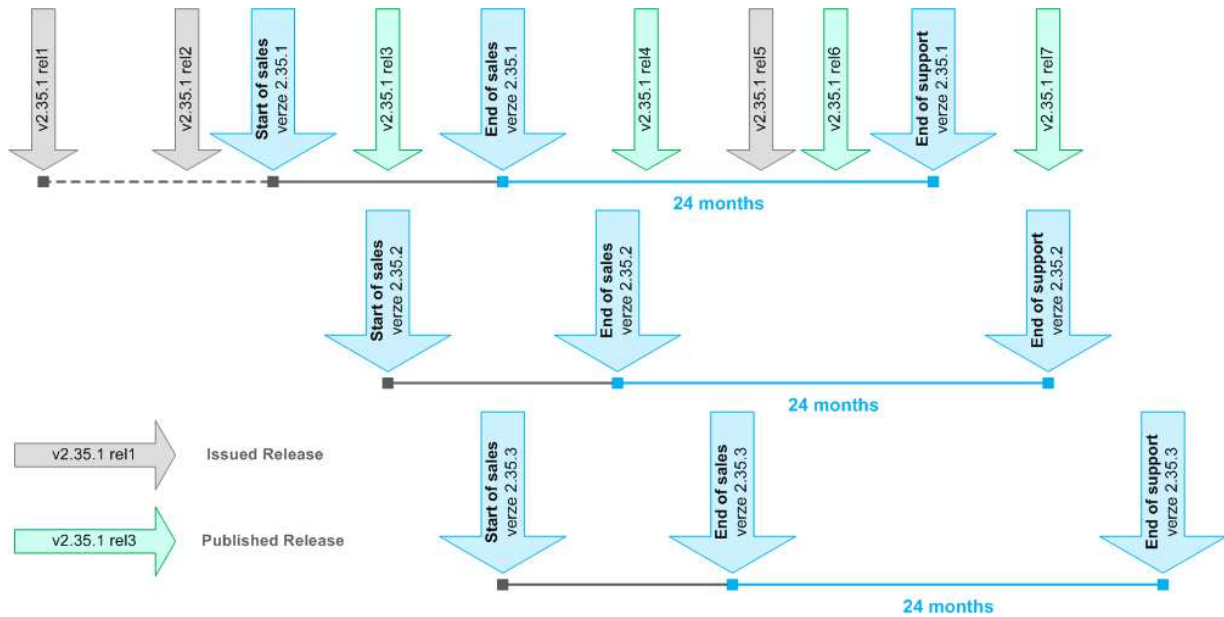 v2.35.1 rel1
v2.35.1 rel2
Start of sales
verze 2.35.1
v2.35.1 rel3
End of sales
verze 2.35.1
v2.35.1 rel4
v2.35.1 rel5
v2.35.1 rel6
End of support
verze 2.35.1
v2.35.1 rel7
24 months
Start of sales
verze 2.35.2
End of sales
verze 2.35.2
End of support
verze 2.35.2
24 months
v2.35.1 rel1
Issued Release
v2.35.1 rel3
Published Release
Start of sales
verze 2.35.3
End of sales
verze 2.35.3
End of support
verze 2.35.3
24 months